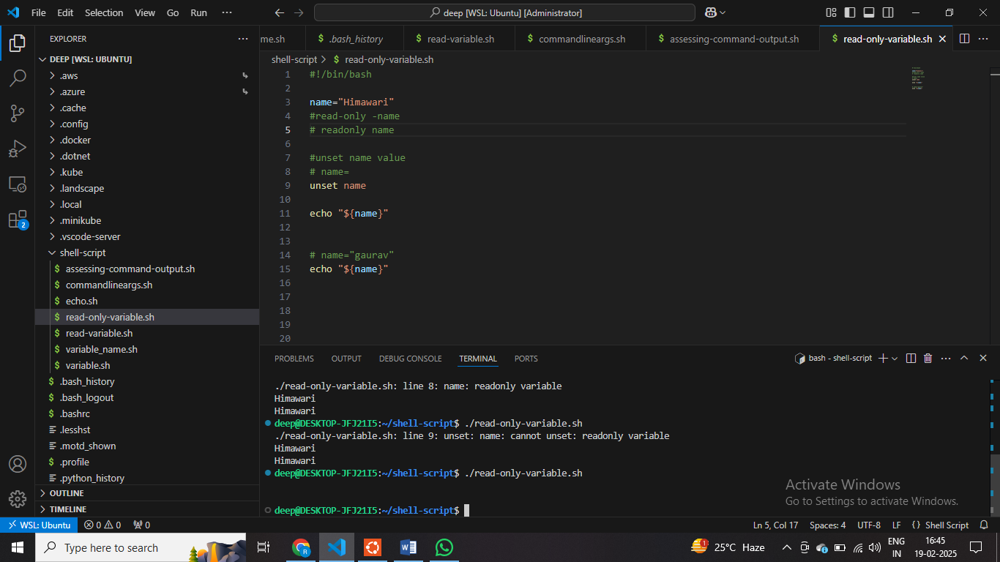 File Edit Selection View Go Run ··· deep [WSL: Ubuntu] [Administrator]
EXPLORER ···
DEEP [WSL: UBUNTU]
.aws
.azure
.cache
.config
.docker
.dotnet
.kube
.landscape
.local
.minikube
.vscode-server
shell-script
$ assessing-command-output.sh
$ commandlineargs.sh
$ echo.sh
$ read-only-variable.sh
$ read-variable.sh
$ variable_name.sh
$ variable.sh
$ .bash_history
$ .bash_logout
$ .bashrc
.lesshst
.motd_shown
$ .profile
.python_history
OUTLINE
TIMELINE
2
me.sh $ .bash_history $ read-variable.sh $ commandlineargs.sh $ assessing-command-output.sh $ read-only-variable.sh ···
shell-script > $ read-only-variable.sh
1 #!/bin/bash
2
3 name="Himawari"
4 #read-only -name
5 # readonly name
6
7 #unset name value
8 # name=
9 unset name
10
11 echo "${name}"
12
13
14 # name="gaurav"
15 echo "${name}"
16
17
18
19
20
PROBLEMS OUTPUT DEBUG CONSOLE TERMINAL PORTS bash - shell-script ···
./read-only-variable.sh: line 8: name: readonly variable
Himawari
Himawari
deep@DESKTOP-JFJ21I5:~/shell-script$ ./read-only-variable.sh
./read-only-variable.sh: line 9: unset: name: cannot unset: readonly variable
Himawari
Himawari
deep@DESKTOP-JFJ21I5:~/shell-script$ ./read-only-variable.sh
deep@DESKTOP-JFJ21I5:~/shell-script$
Activate Windows
Go to Settings to activate Windows.
WSL: Ubuntu 0 0 0 Ln 5, Col 17 Spaces: 4 UTF-8 LF {} Shell Script
Type here to search R W 25°C Haze ENG IN 16:45 19-02-2025